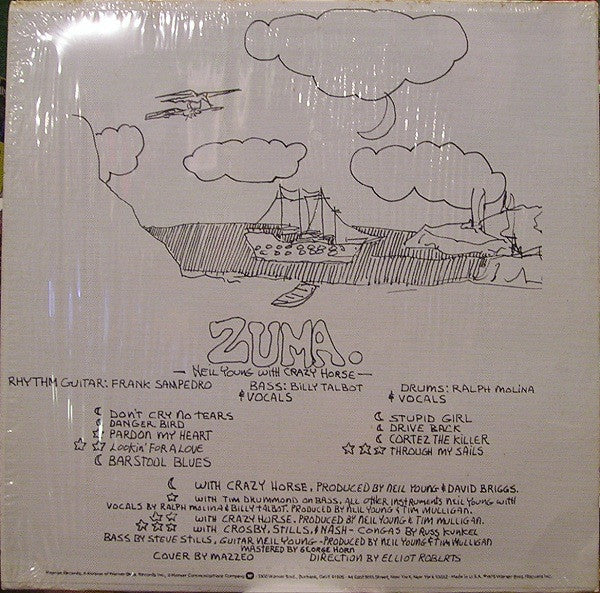 ZUMA.
— NEIL YOUNG WITH CRAZY HORSE —
RHYTHM GUITAR: FRANK SAMPEDRO
BASS: BILLY TALBOT
& VOCALS
DRUMS: RALPH MOLINA
& VOCALS
DON'T CRY NO TEARS
DANGER BIRD
PARDON MY HEART
LOOKIN' FOR A LOVE
BARSTOOL BLUES
STUPID GIRL
DRIVE BACK
CORTEZ THE KILLER
THROUGH MY SAILS
WITH CRAZY HORSE, PRODUCED BY NEIL YOUNG & DAVID BRIGGS.
WITH TIM DRUMMOND ON BASS. ALL OTHER INSTRUMENTS NEIL YOUNG WITH
VOCALS BY RALPH MOLINA & BILLY TALBOT. PRODUCED BY NEIL YOUNG & TIM MULLIGAN.
WITH CRAZY HORSE. PRODUCED BY NEIL YOUNG & TIM MULLIGAN.
WITH CROSBY, STILLS, & NASH - CONGAS BY RUSS KUNKEL
BASS BY STEVE STILLS, GUITAR NEIL YOUNG - PRODUCED BY NEIL YOUNG & TIM MULLIGAN
MASTERED BY GEORGE HORN
COVER BY MAZZEO
DIRECTION BY ELLIOT ROBERTS